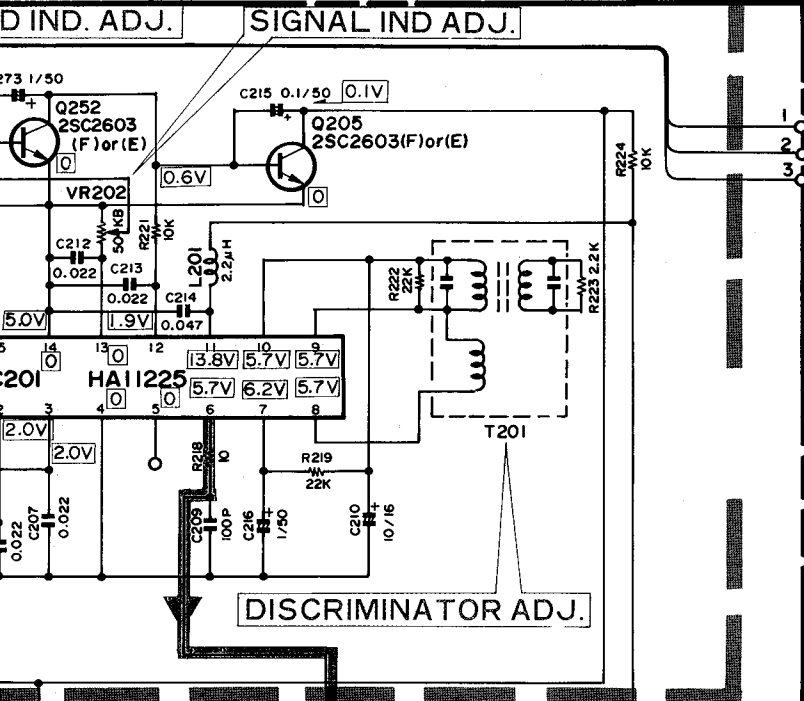 D IND. ADJ.
SIGNAL IND ADJ.
273 1/50
+
Q252
2SC2603
(F)or(E)
0
C215 0.1/50
+
0.1V
Q205
2SC2603(F)or(E)
0
0.6V
1
2
3
R224
10K
VR202
50KB
R221
10K
C212
0.022
C213
0.022
C214
0.047
L201
2.2μH
R222
22K
R223 2.2K
5.0V
1.9V
14
13
12
11
10
9
0
0
13.8V
5.7V
5.7V
C201
HA11225
5.7V
6.2V
5.7V
0
0
2
3
4
5
6
7
8
2.0V
2.0V
T201
R218
10
R219
22K
0.022
C207
0.022
C209
100P
C216
+
1/50
C210
+
10/16
DISCRIMINATOR ADJ.